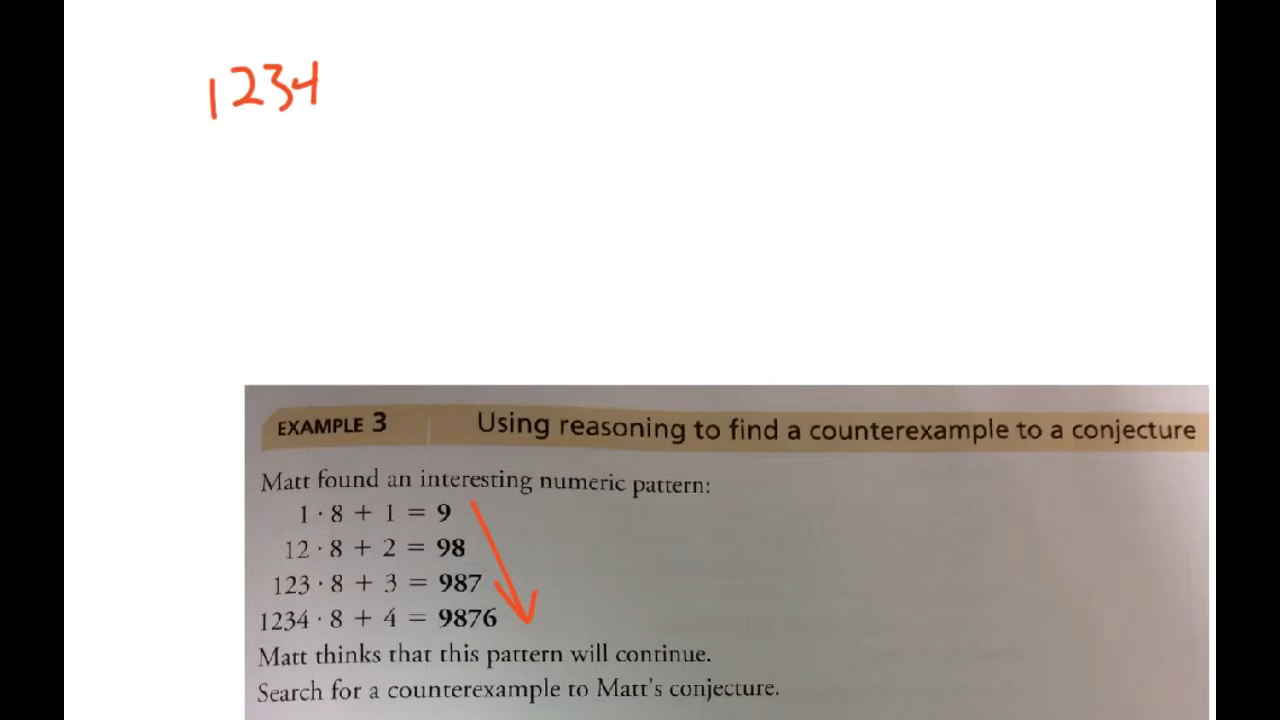 1234
EXAMPLE 3 Using reasoning to find a counterexample to a conjecture
Matt found an interesting numeric pattern:
1 · 8 + 1 = 9
12 · 8 + 2 = 98
123 · 8 + 3 = 987
1234 · 8 + 4 = 9876
Matt thinks that this pattern will continue.
Search for a counterexample to Matt's conjecture.